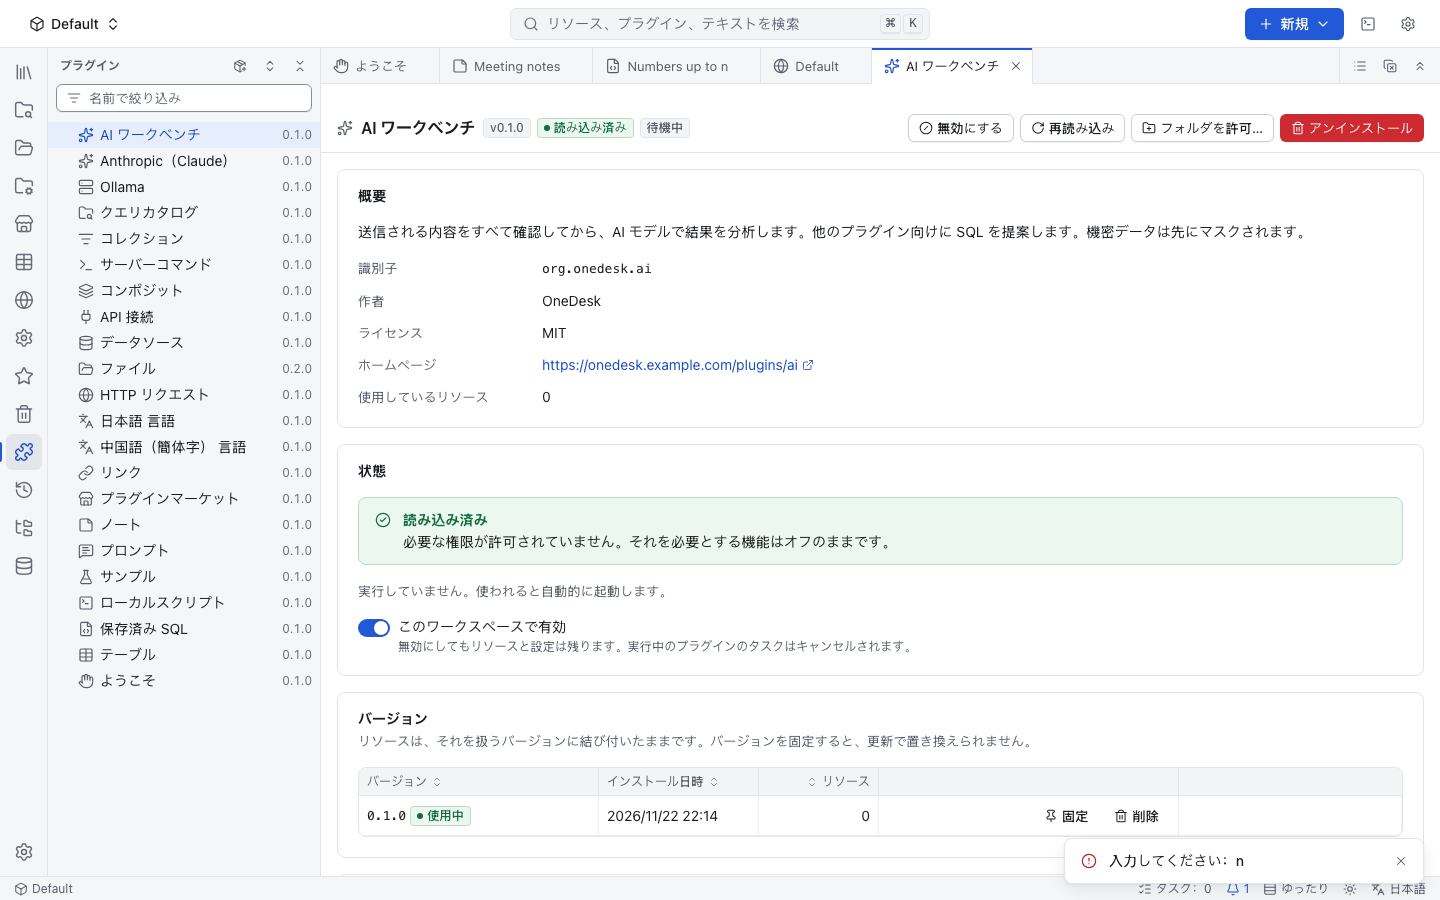 Default
リソース、プラグイン、テキストを検索
⌘ K
新規
プラグイン
名前で絞り込み
AI ワークベンチ 0.1.0
Anthropic（Claude） 0.1.0
Ollama 0.1.0
クエリカタログ 0.1.0
コレクション 0.1.0
サーバーコマンド 0.1.0
コンポジット 0.1.0
API 接続 0.1.0
データソース 0.1.0
ファイル 0.2.0
HTTP リクエスト 0.1.0
日本語 言語 0.1.0
中国語（簡体字） 言語 0.1.0
リンク 0.1.0
プラグインマーケット 0.1.0
ノート 0.1.0
プロンプト 0.1.0
サンプル 0.1.0
ローカルスクリプト 0.1.0
保存済み SQL 0.1.0
テーブル 0.1.0
ようこそ 0.1.0
ようこそ
Meeting notes
Numbers up to n
Default
AI ワークベンチ
AI ワークベンチ v0.1.0 読み込み済み 待機中
無効にする
再読み込み
フォルダを許可...
アンインストール
概要
送信される内容をすべて確認してから、AI モデルで結果を分析します。他のプラグイン向けに SQL を提案します。機密データは先にマスクされます。
識別子 org.onedesk.ai
作者 OneDesk
ライセンス MIT
ホームページ https://onedesk.example.com/plugins/ai
使用しているリソース 0
状態
読み込み済み
必要な権限が許可されていません。それを必要とする機能はオフのままです。
実行していません。使われると自動的に起動します。
このワークスペースで有効
無効にしてもリソースと設定は残ります。実行中のプラグインのタスクはキャンセルされます。
バージョン
リソースは、それを扱うバージョンに結び付いたままです。バージョンを固定すると、更新で置き換えられません。
バージョン インストール日時 リソース
0.1.0 使用中 2026/11/22 22:14 0 固定 削除
入力してください: n
Default
タスク: 0
1
ゆったり
日本語